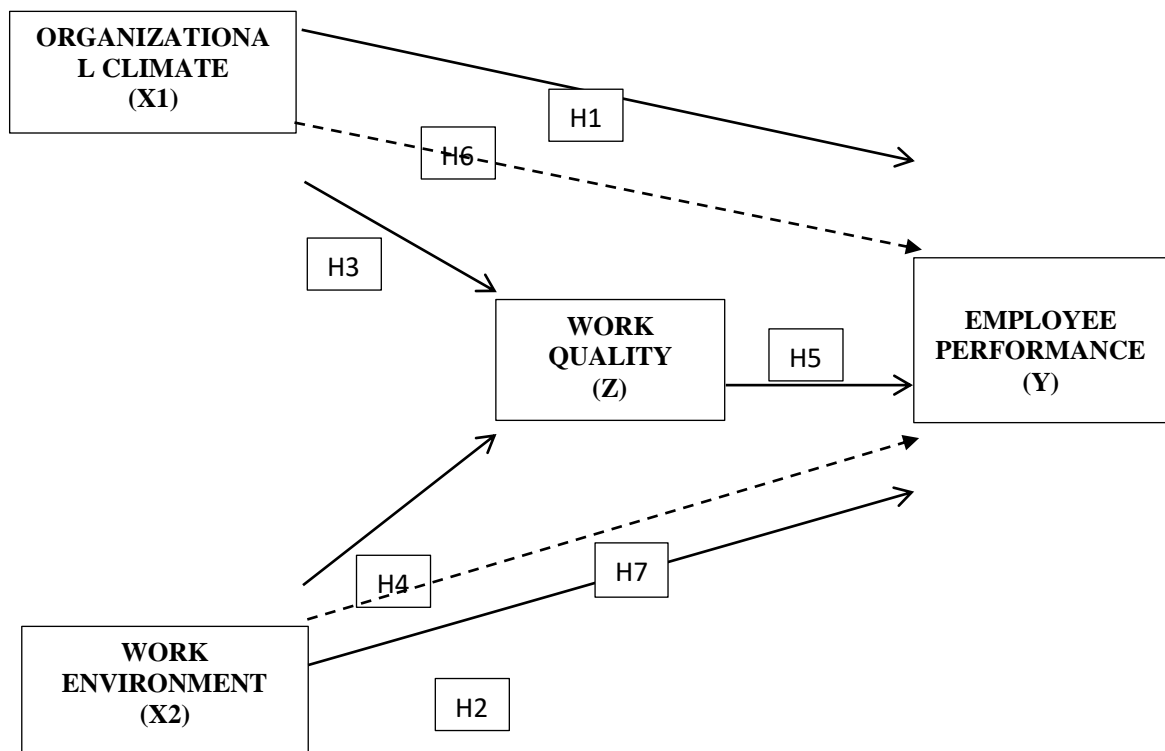 ORGANIZATIONA
L CLIMATE
(X1)
H1
H6
H3
WORK
QUALITY
(Z)
H5
EMPLOYEE
PERFORMANCE
(Y)
H4
H7
WORK
ENVIRONMENT
(X2)
H2